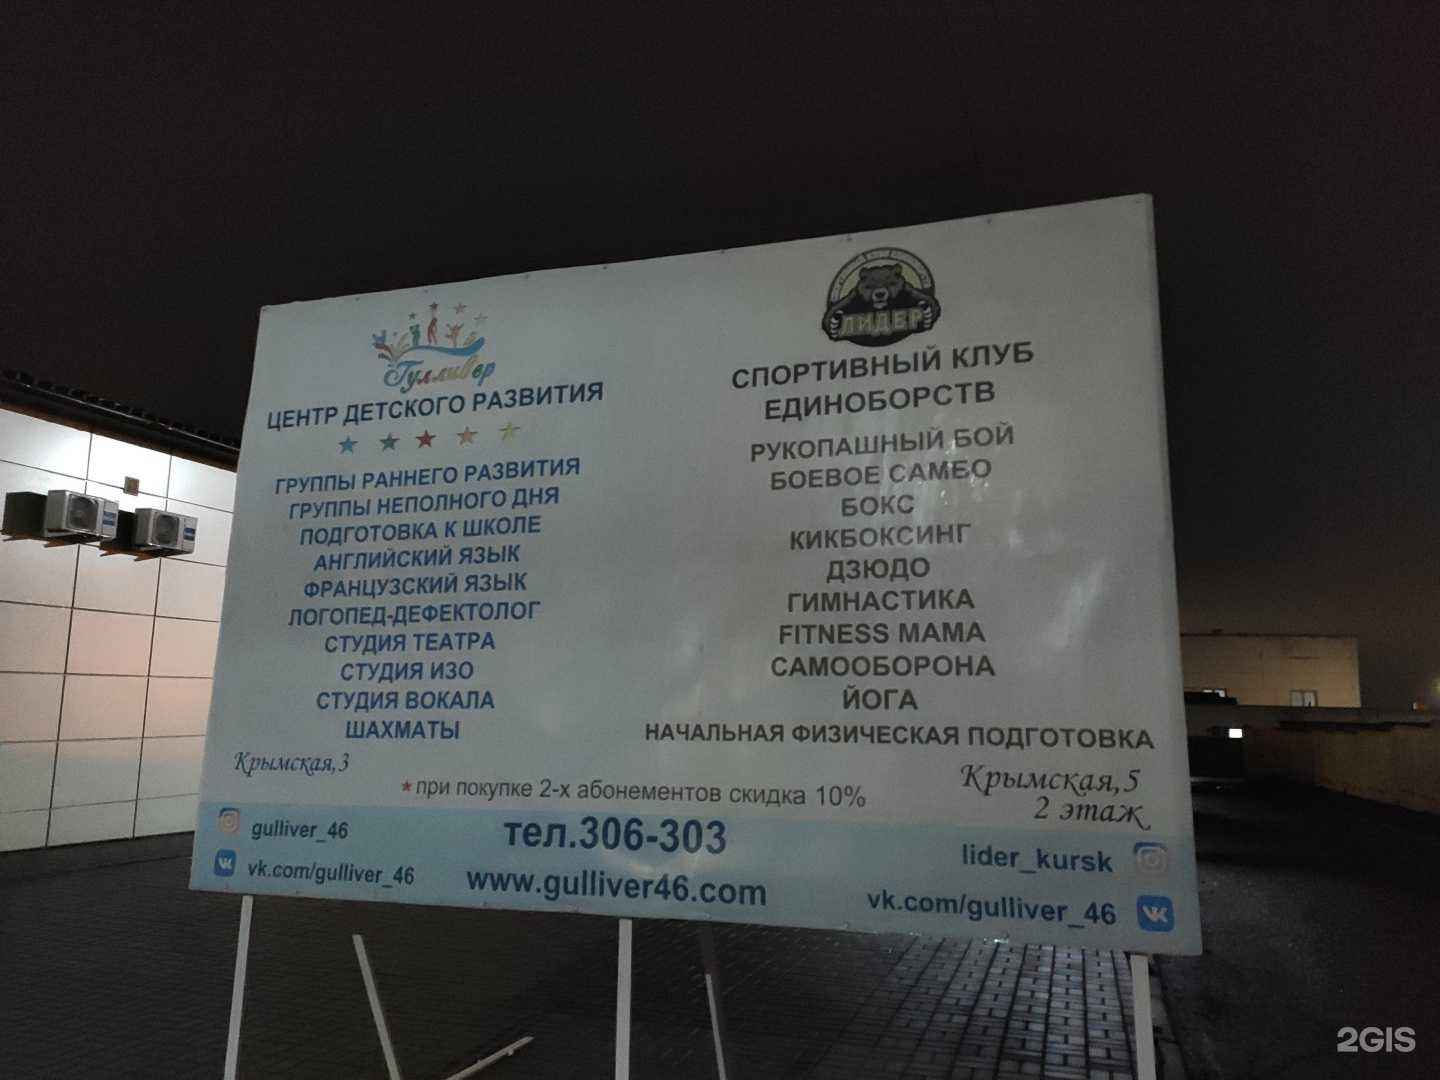 Гулливер
ЦЕНТР ДЕТСКОГО РАЗВИТИЯ
ГРУППЫ РАННЕГО РАЗВИТИЯ
ГРУППЫ НЕПОЛНОГО ДНЯ
ПОДГОТОВКА К ШКОЛЕ
АНГЛИЙСКИЙ ЯЗЫК
ФРАНЦУЗСКИЙ ЯЗЫК
ЛОГОПЕД-ДЕФЕКТОЛОГ
СТУДИЯ ТЕАТРА
СТУДИЯ ИЗО
СТУДИЯ ВОКАЛА
ШАХМАТЫ
Крымская,3
ЛИДЕР
СПОРТИВНЫЙ КЛУБ
ЕДИНОБОРСТВ
РУКОПАШНЫЙ БОЙ
БОЕВОЕ САМБО
БОКС
КИКБОКСИНГ
ДЗЮДО
ГИМНАСТИКА
FITNESS МАМА
САМООБОРОНА
ЙОГА
НАЧАЛЬНАЯ ФИЗИЧЕСКАЯ ПОДГОТОВКА
Крымская,5
2 этаж
*при покупке 2-х абонементов скидка 10%
gulliver_46
vk.com/gulliver_46
тел.306-303
www.gulliver46.com
lider_kursk
vk.com/gulliver_46
2GIS